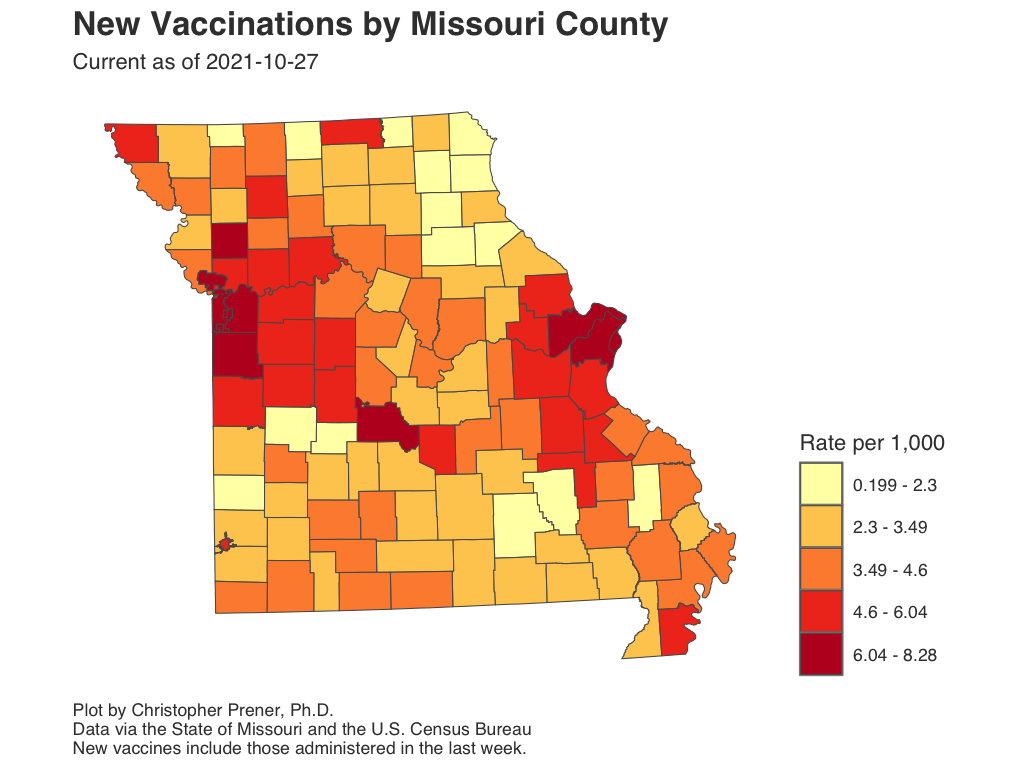 New Vaccinations by Missouri County
Current as of 2021-10-27
Rate per 1,000
0.199 - 2.3
2.3 - 3.49
3.49 - 4.6
4.6 - 6.04
6.04 - 8.28
Plot by Christopher Prener, Ph.D.
Data via the State of Missouri and the U.S. Census Bureau
New vaccines include those administered in the last week.